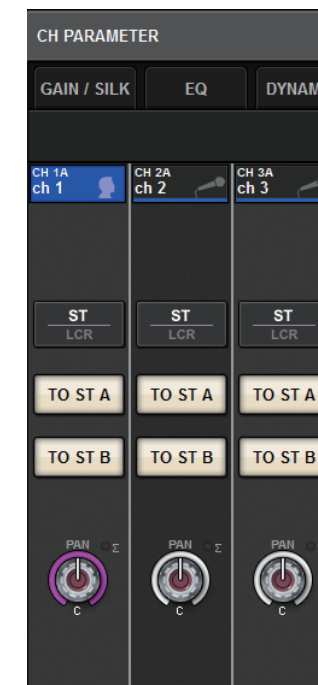 CH PARAMETER
GAIN / SILK EQ DYNAM
CH 1A CH 2A CH 3A
ch 1 ch 2 ch 3
ST ST ST
LCR LCR LCR
TO ST A TO ST A TO ST A
TO ST B TO ST B TO ST B
PAN Σ PAN Σ PAN
C C C